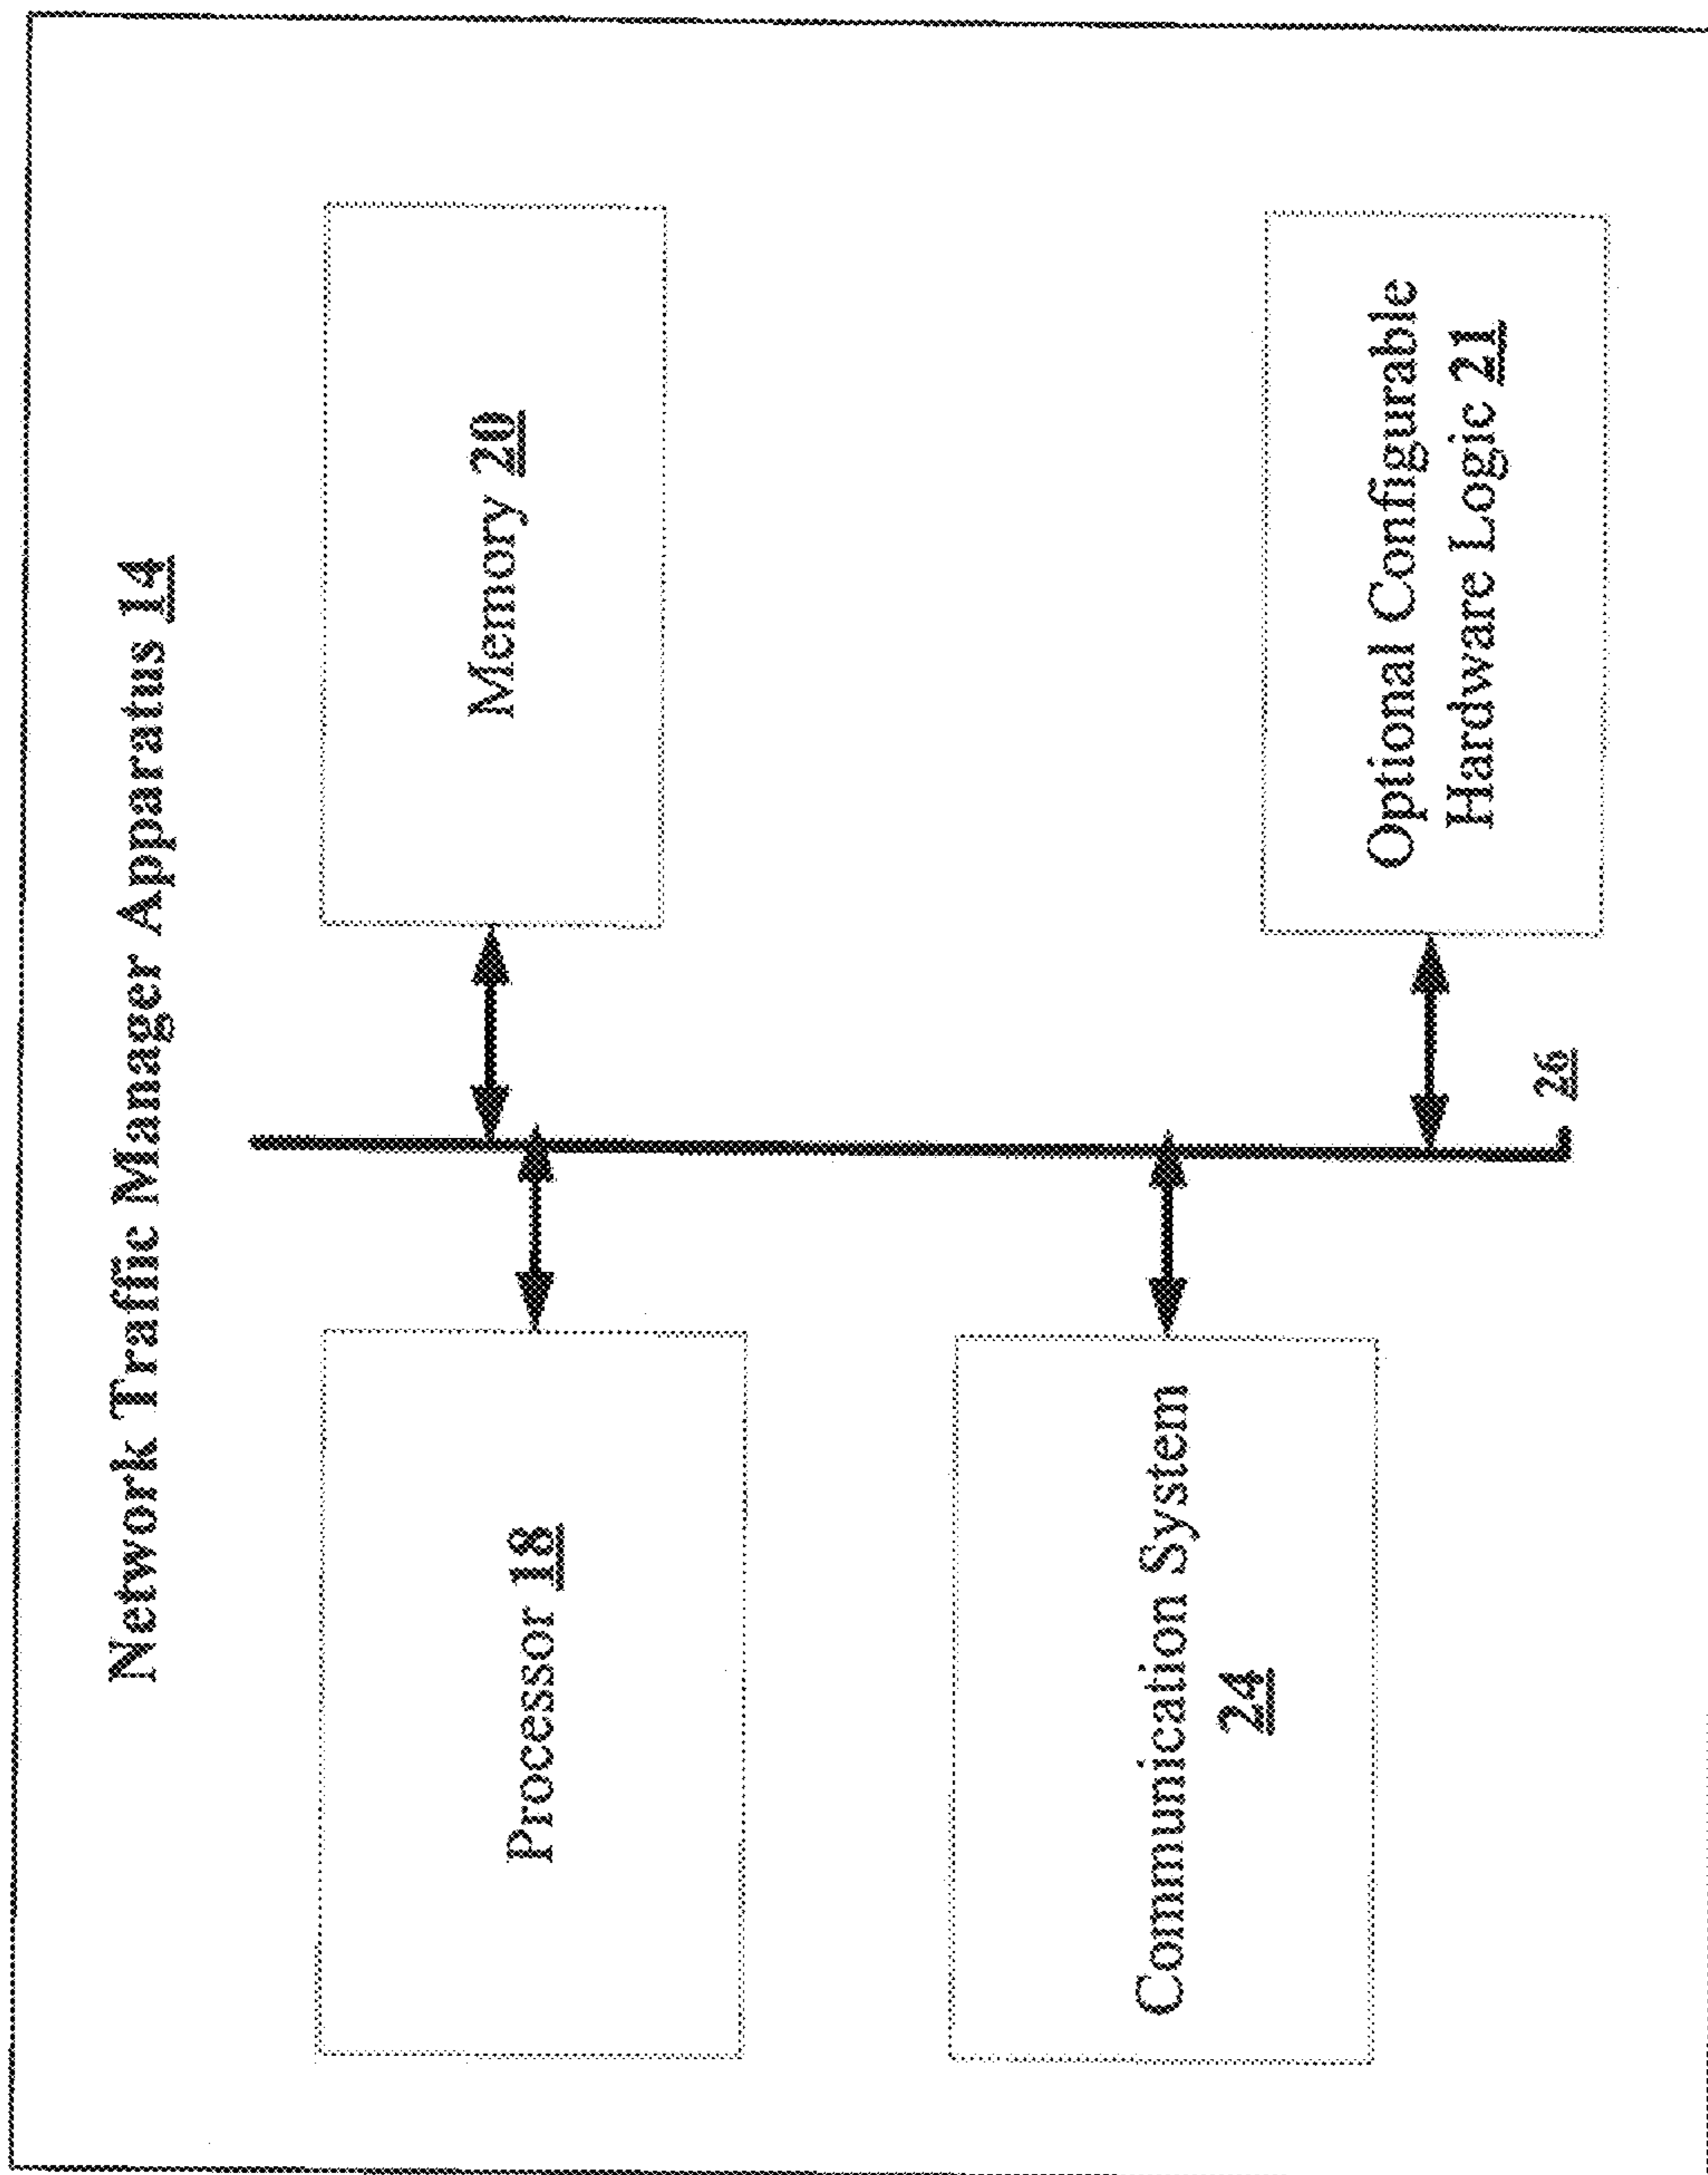 Network Traffic Manager Apparatus 14
Processor 18
Memory 20
Communication System
24
Optional Configurable
Hardware Logic 21
26